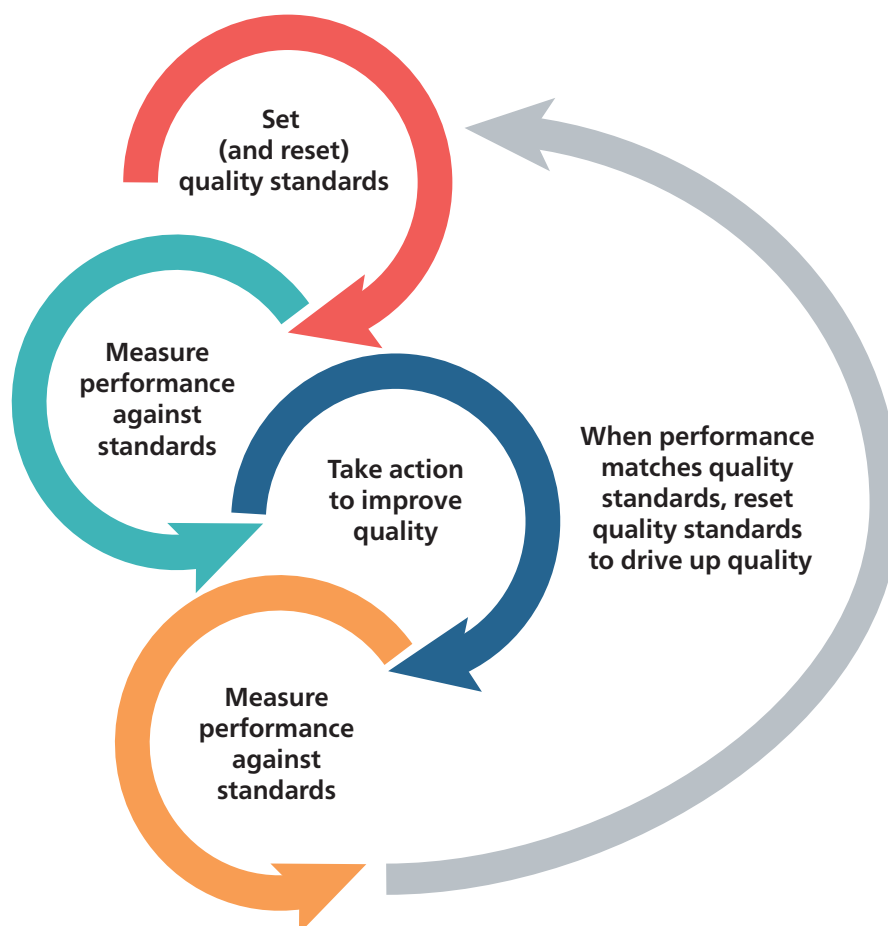 Set
(and reset)
quality standards
Measure
performance
against
standards
Take action
to improve
quality
When performance
matches quality
standards, reset
quality standards
to drive up quality
Measure
performance
against
standards